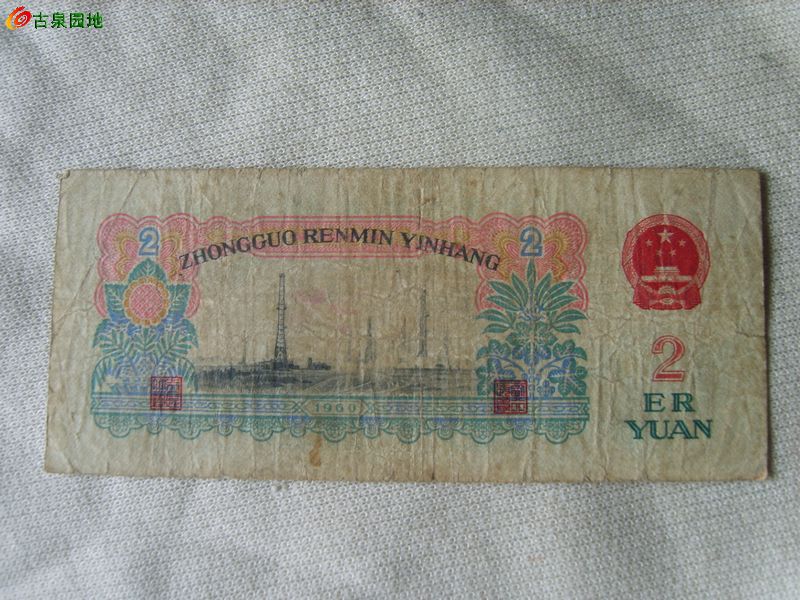 古泉园地
2
ZHONGGUO RENMIN YINHANG
2
2
1960
ER
YUAN